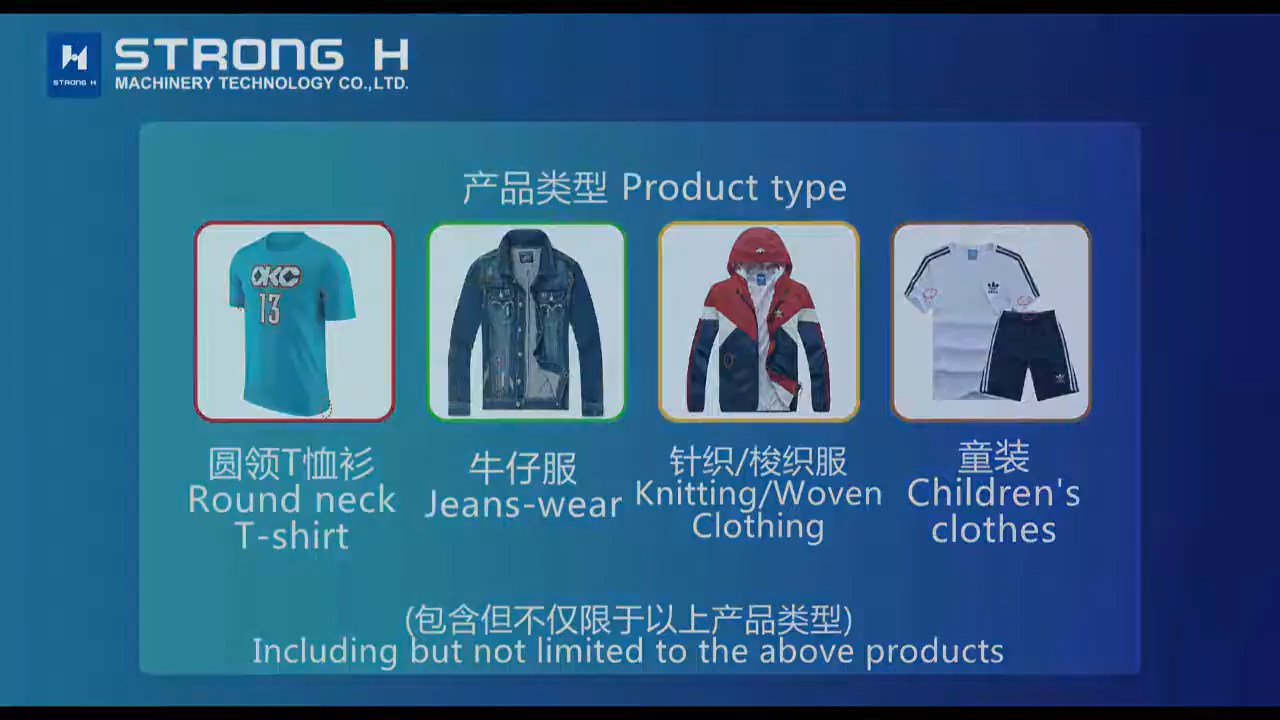 STRONG H
STRONG H
MACHINERY TECHNOLOGY CO.,LTD.
产品类型 Product type
OKC
13
圆领T恤衫
Round neck
T-shirt
牛仔服
Jeans-wear
针织/梭织服
Knitting/Woven
Clothing
童装
Children's
clothes
(包含但不仅限于以上产品类型)
Including but not limited to the above products